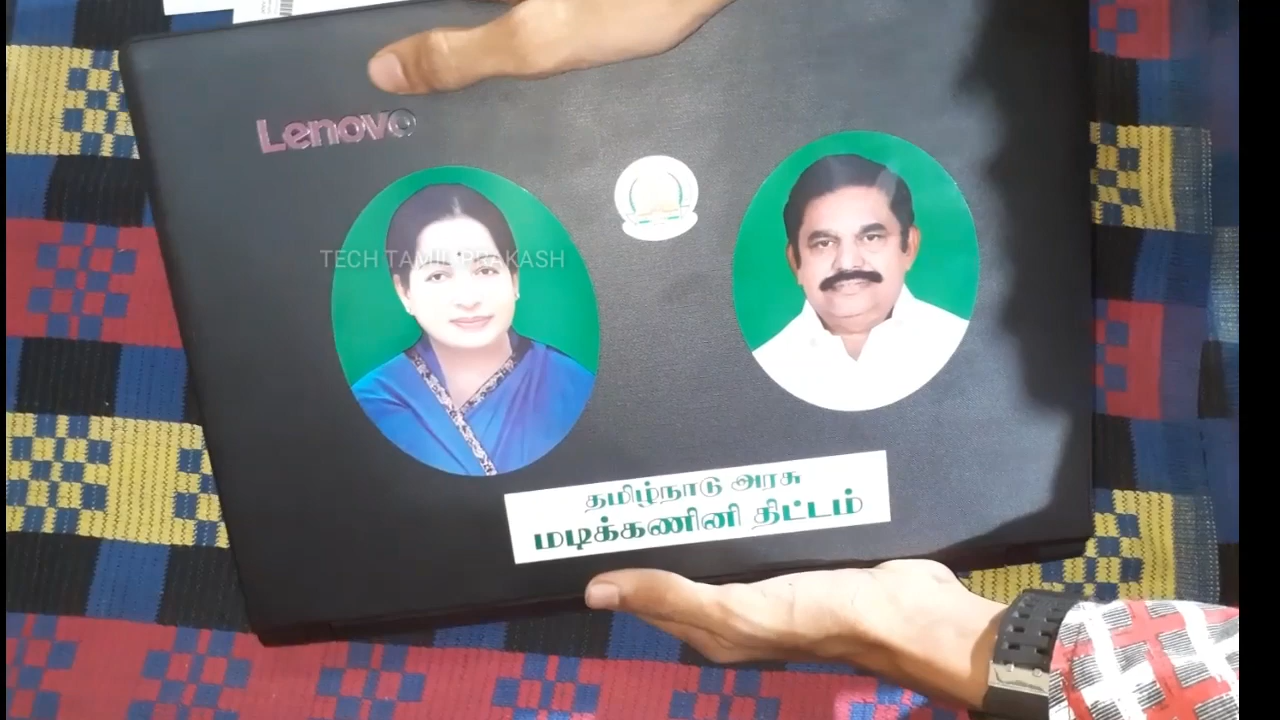 Lenovo
TECH TAMIL PRAKASH
தமிழ்நாடு அரசு
மடிக்கணினி திட்டம்